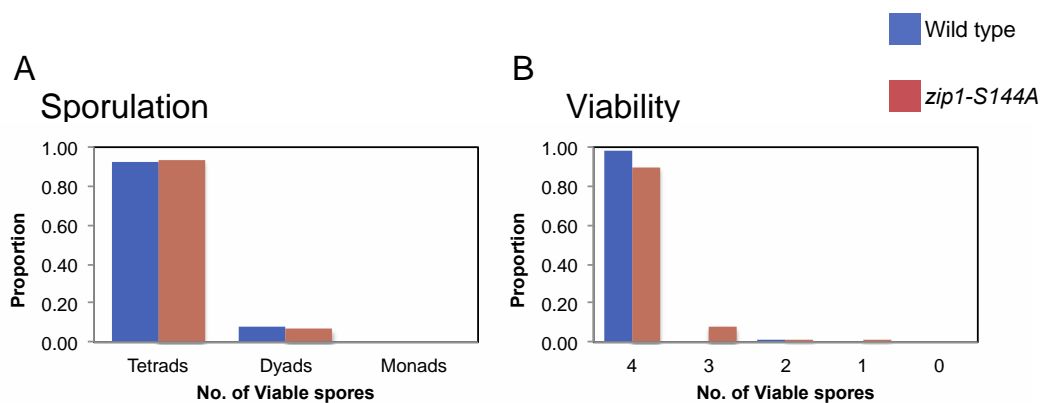 Wild type
zip1-S144A
A
Sporulation
Proportion
1.00
0.80
0.60
0.40
0.20
0.00
Tetrads Dyads Monads
No. of Viable spores
B
Viability
Proportion
1.00
0.80
0.60
0.40
0.20
0.00
4 3 2 1 0
No. of Viable spores